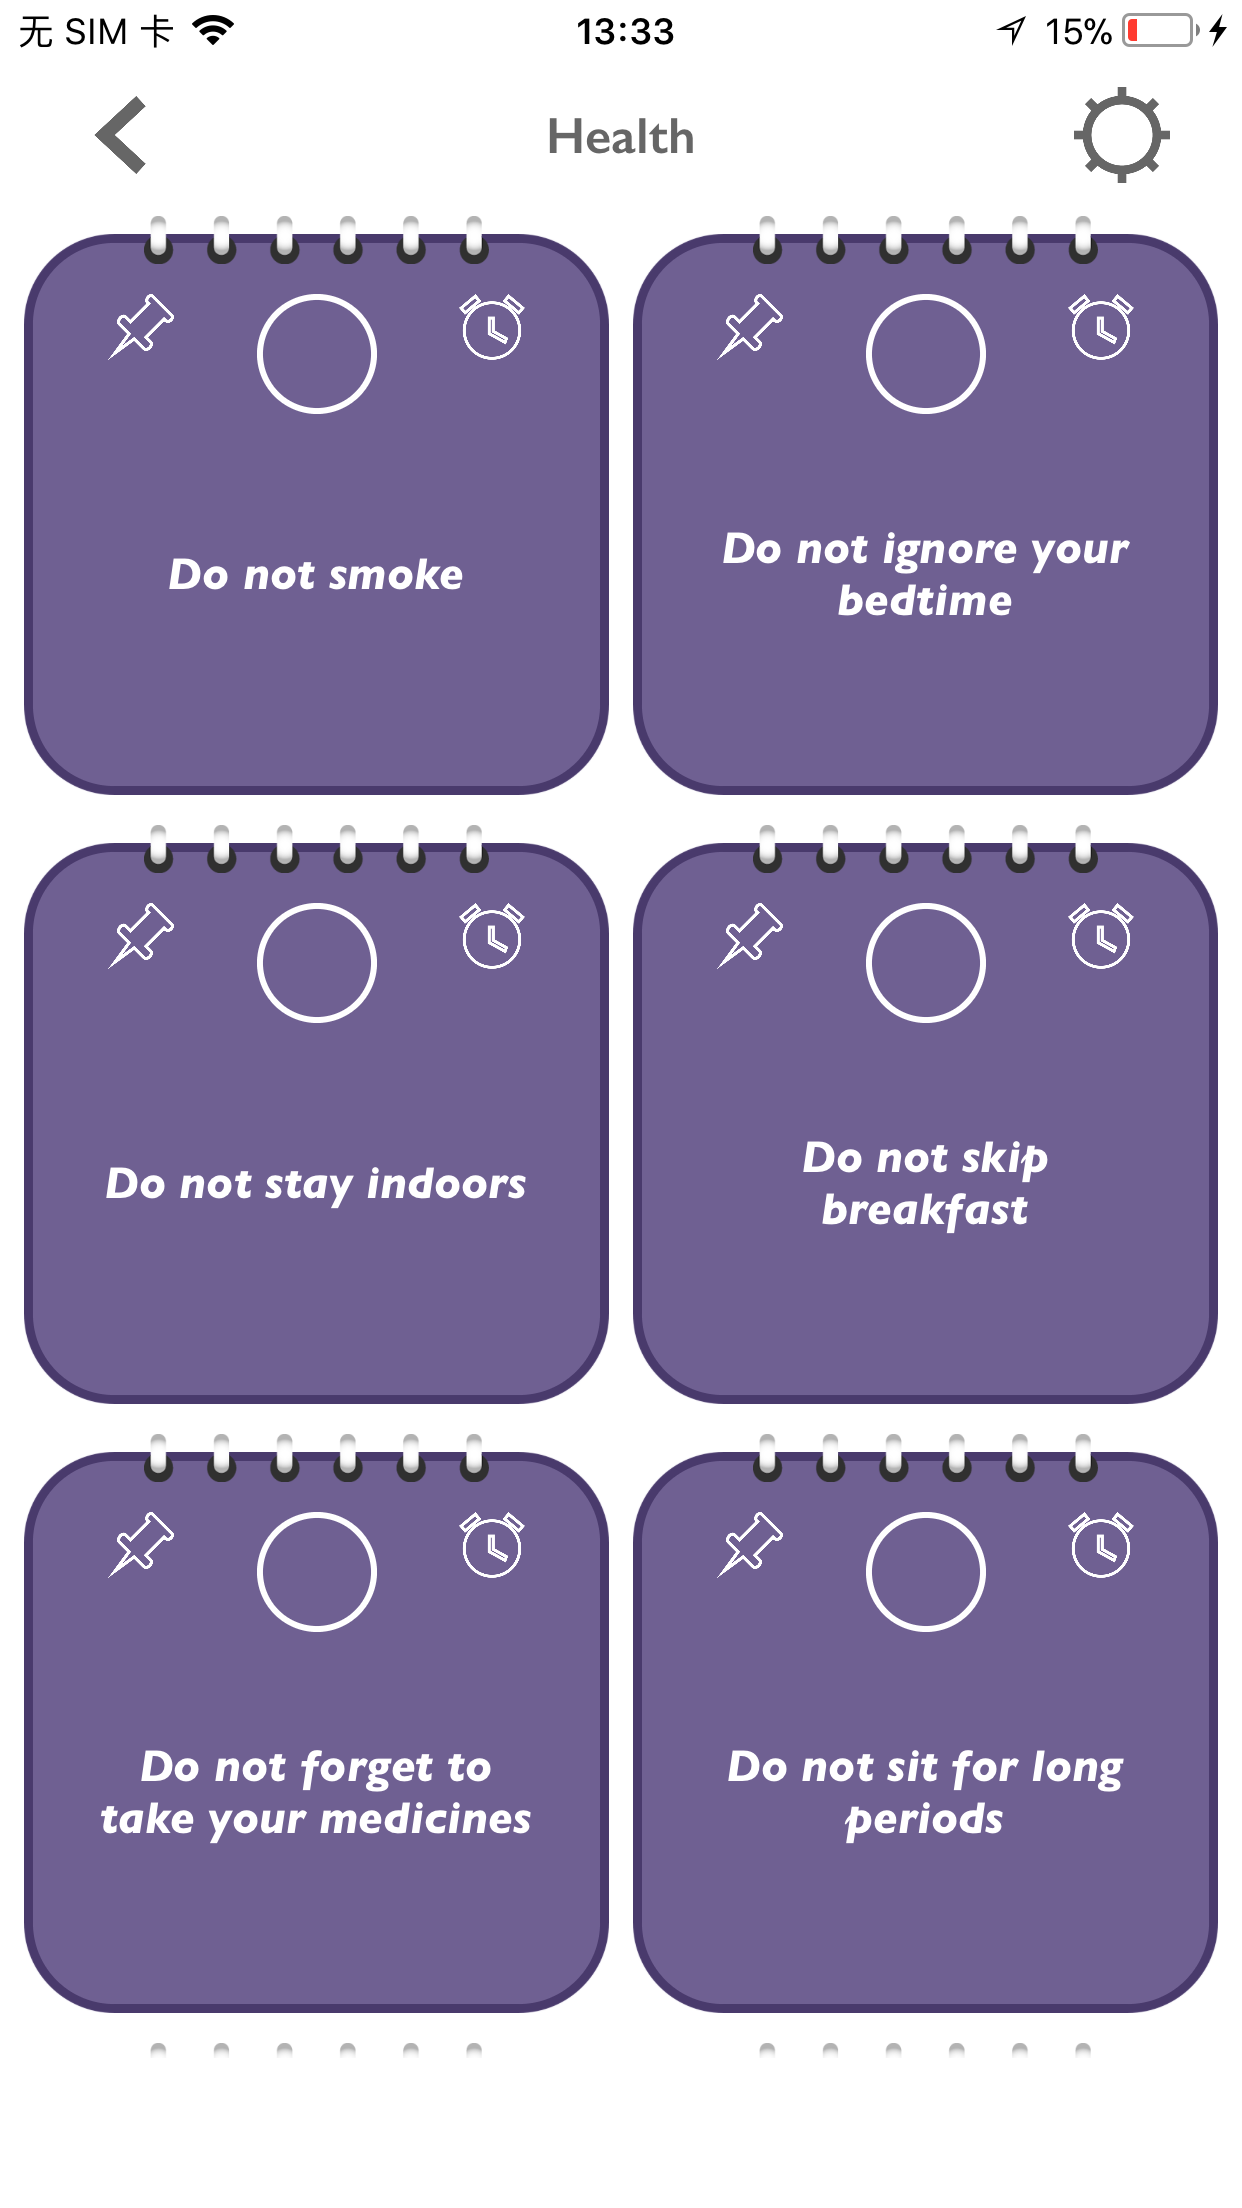 无 SIM 卡
13:33
15%
Health
Do not smoke
Do not ignore your
bedtime
Do not stay indoors
Do not skip
breakfast
Do not forget to
take your medicines
Do not sit for long
periods